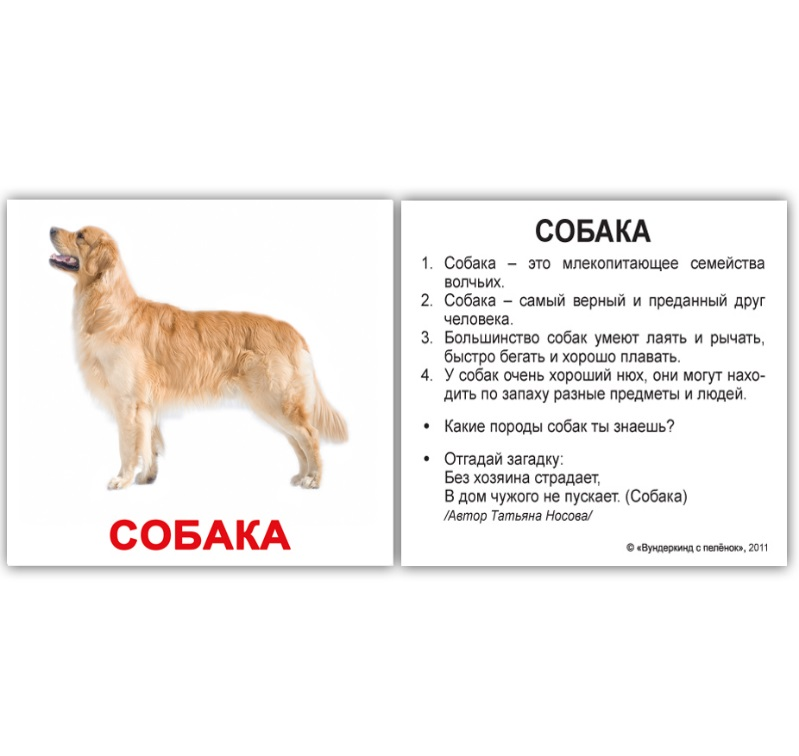 СОБАКА
СОБАКА
1. Собака – это млекопитающее семейства
волчьих.
2. Собака – самый верный и преданный друг
человека.
3. Большинство собак умеют лаять и рычать,
быстро бегать и хорошо плавать.
4. У собак очень хороший нюх, они могут нахо-
дить по запаху разные предметы и людей.
• Какие породы собак ты знаешь?
• Отгадай загадку:
Без хозяина страдает,
В дом чужого не пускает. (Собака)
/Автор Татьяна Носова/
© «Вундеркинд с пелёнок», 2011